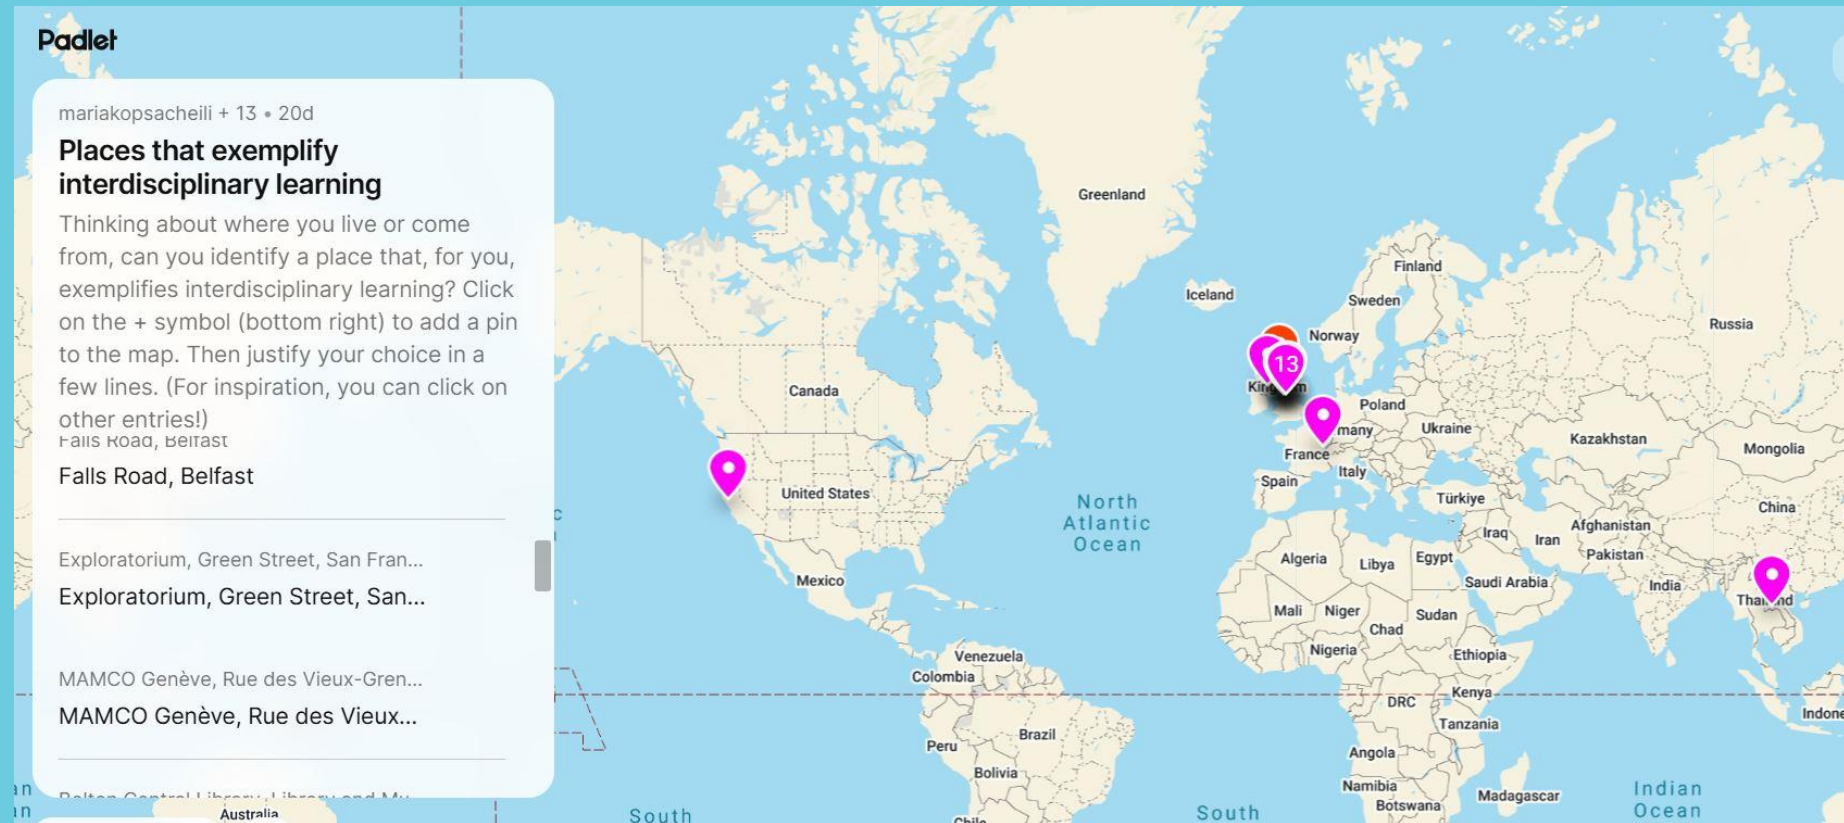 Padlet
mariakopsacheili + 13 • 20d
Places that exemplify
interdisciplinary learning
Thinking about where you live or come
from, can you identify a place that, for you,
exemplifies interdisciplinary learning? Click
on the + symbol (bottom right) to add a pin
to the map. Then justify your choice in a
few lines. (For inspiration, you can click on
other entries!)
Falls Road, Belfast
Falls Road, Belfast
Exploratorium, Green Street, San Fran...
Exploratorium, Green Street, San...
MAMCO Genève, Rue des Vieux-Gren...
MAMCO Genève, Rue des Vieux...
Greenland
Finland
Iceland
Sweden
Norway
Russia
13
Canada
Poland
Ukraine
Kazakhstan
Mongolia
France
Italy
Spain
United States
Türkiye
China
North
Atlantic
Ocean
Afghanistan
Iraq
Iran
Pakistan
Algeria
Libya
Egypt
Saudi Arabia
India
Mexico
Mali
Niger
Sudan
Chad
Nigeria
Ethiopia
Venezuela
Colombia
Kenya
DRC
Tanzania
Brazil
Peru
Angola
Bolivia
Namibia
Botswana
Madagascar
Indian
Ocean
Australia
South
South